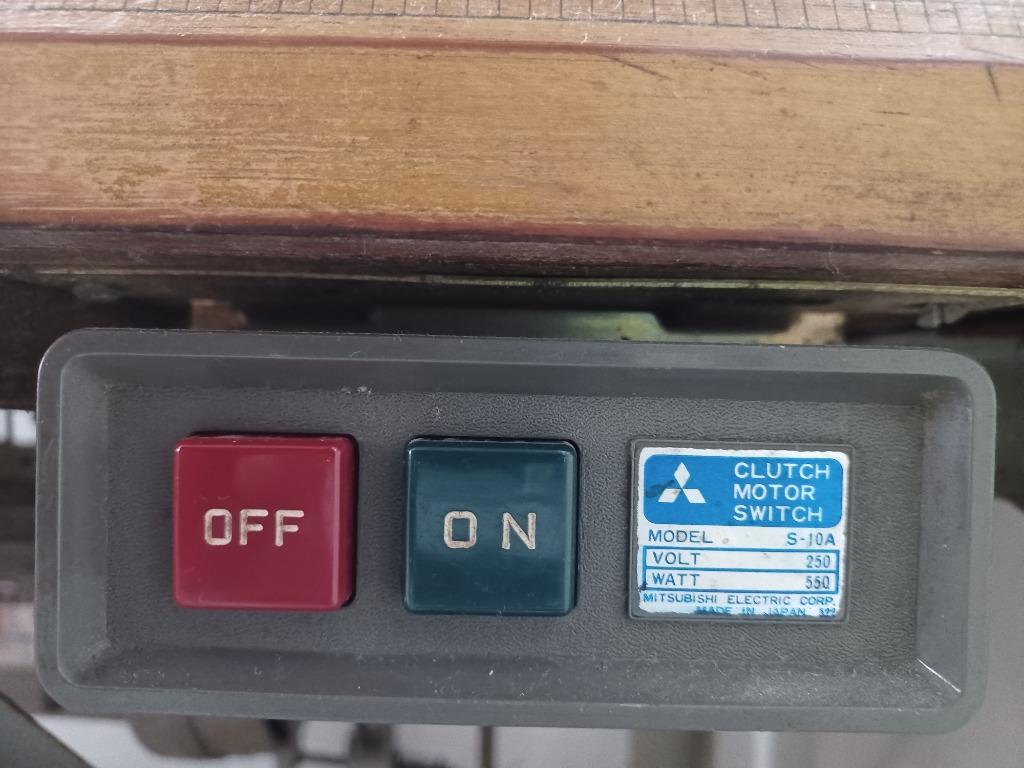 OFF
ON
CLUTCH
MOTOR
SWITCH
MODEL S-10A
VOLT 250
WATT 550
MITSUBISHI ELECTRIC CORP.
MADE IN JAPAN